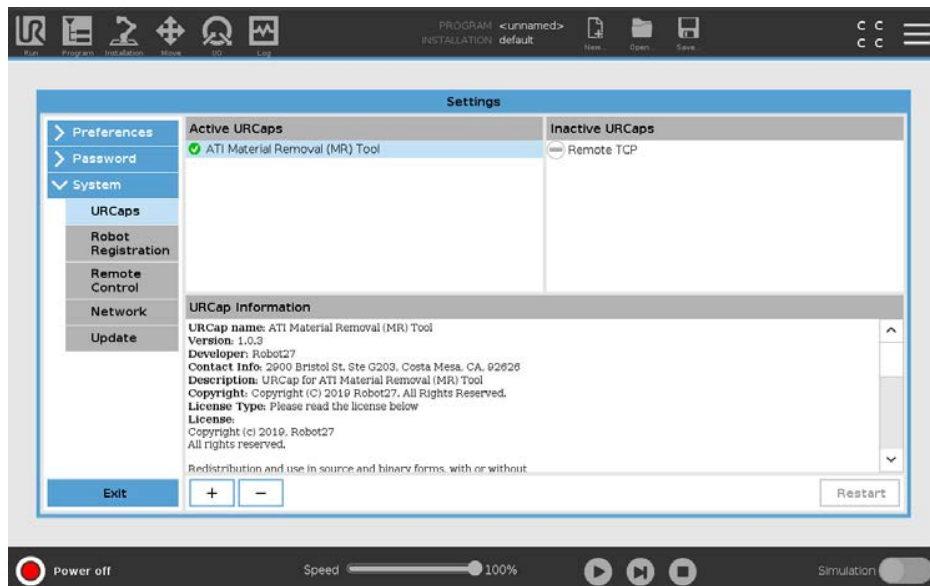 UR
PROGRAM <unnamed>
INSTALLATION default
Run Program Installation Move I/O Log New... Open... Save...
C C
C C
Settings
Preferences
Password
System
URCaps
Robot
Registration
Remote
Control
Network
Update
Exit
Active URCaps
ATI Material Removal (MR) Tool
Inactive URCaps
Remote TCP
URCap Information
URCap name: ATI Material Removal (MR) Tool
Version: 1.0.3
Developer: Robot27
Contact Info: 2900 Bristol St. Ste G203. Costa Mesa. CA. 92626
Description: URCap for ATI Material Removal (MR) Tool
Copyright: Copyright (C) 2019 Robot27. All Rights Reserved.
License Type: Please read the license below
License:
Copyright (c) 2019. Robot27
All rights reserved.
Redistribution and use in source and binary forms, with or without
+ −
Restart
Power off
Speed 100%
Simulation